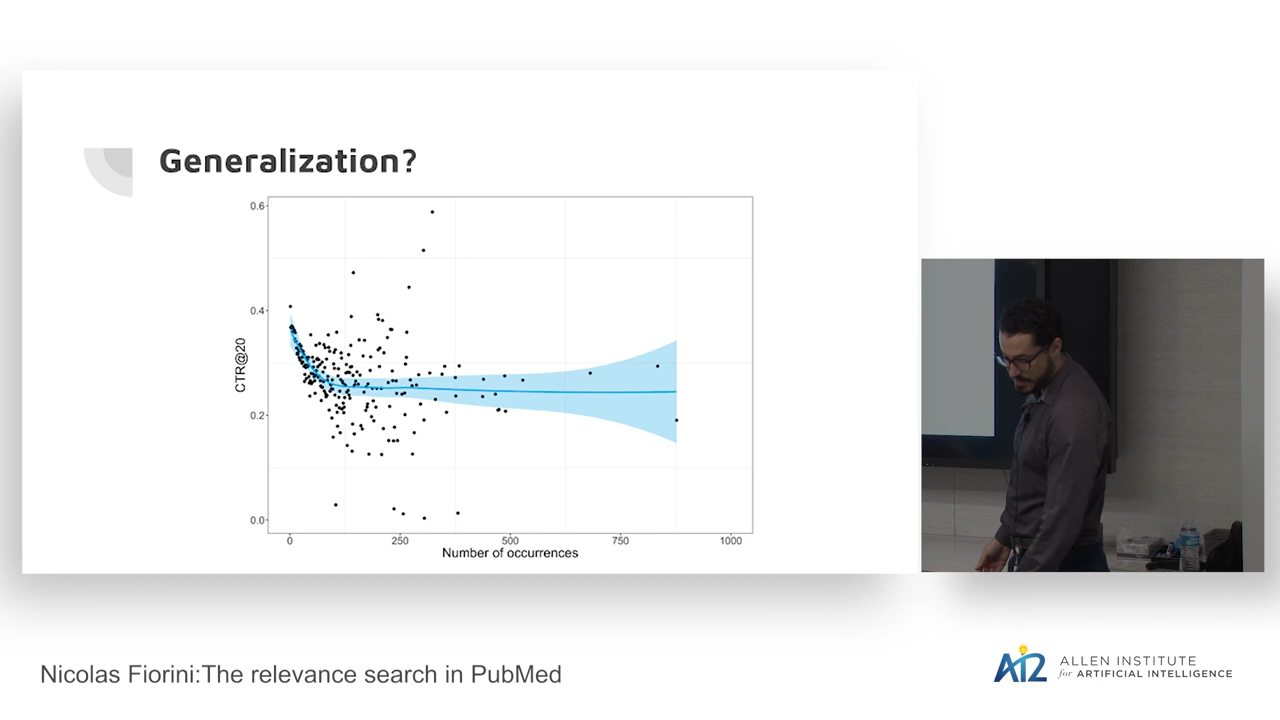 Generalization?
0.6
0.4
0.2
0.0
CTR@20
0
250
500
750
1000
Number of occurrences
Nicolas Fiorini:The relevance search in PubMed
AI2
ALLEN INSTITUTE
for ARTIFICIAL INTELLIGENCE